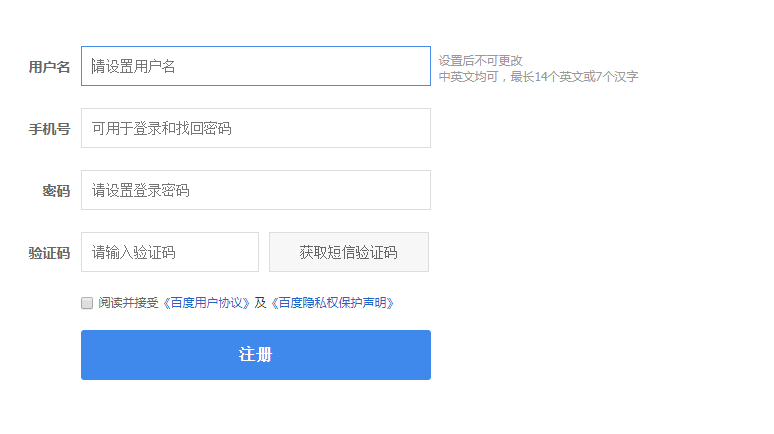 用户名 请设置用户名 设置后不可更改
中英文均可，最长14个英文或7个汉字
手机号 可用于登录和找回密码
密码 请设置登录密码
验证码 请输入验证码 获取短信验证码
阅读并接受《百度用户协议》及《百度隐私权保护声明》
注册